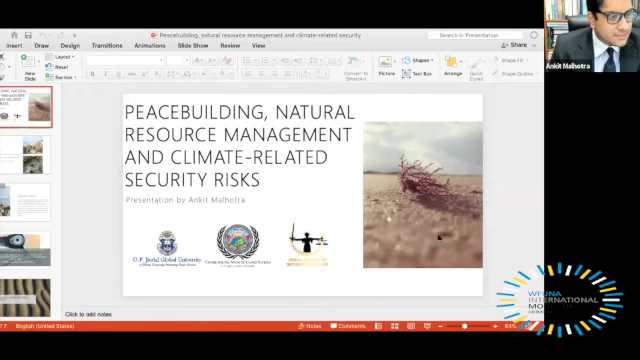 Peacebuilding, natural resource management and climate-related security
Search in Presentation
Insert
Draw
Design
Transitions
Animations
Slide Show
Review
View
Share
New
Slide
Layout
Reset
Section
Convert to
SmartArt
Picture
Shapes
Text Box
Arrange
Quick
Styles
Shape Fill
Shape Outline
Ankit Malhotra
PEACEBUILDING, NATURAL
RESOURCE MANAGEMENT
AND CLIMATE-RELATED
SECURITY RISKS
Presentation by Ankit Malhotra
O.P. Jindal Global University
Click to add notes
English (United States)
Notes
Comments
84%
WFUNA
INTERNATIONAL